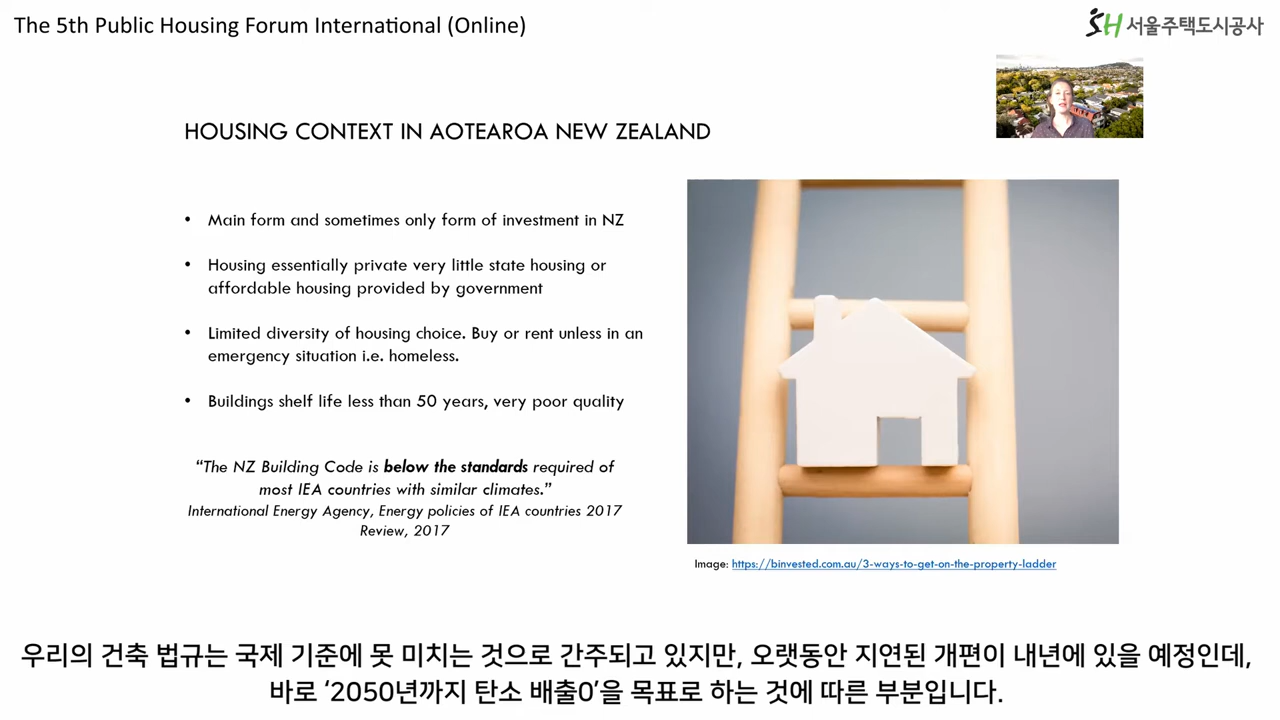 The 5th Public Housing Forum International (Online)
SH 서울주택도시공사
HOUSING CONTEXT IN AOTEAROA NEW ZEALAND
• Main form and sometimes only form of investment in NZ
• Housing essentially private very little state housing or
affordable housing provided by government
• Limited diversity of housing choice. Buy or rent unless in an
emergency situation i.e. homeless.
• Buildings shelf life less than 50 years, very poor quality
“The NZ Building Code is below the standards required of
most IEA countries with similar climates.”
International Energy Agency, Energy policies of IEA countries 2017
Review, 2017
Image: https://binvested.com.au/3-ways-to-get-on-the-property-ladder
우리의 건축 법규는 국제 기준에 못 미치는 것으로 간주되고 있지만, 오랫동안 지연된 개편이 내년에 있을 예정인데,
바로 ‘2050년까지 탄소 배출0’을 목표로 하는 것에 따른 부분입니다.